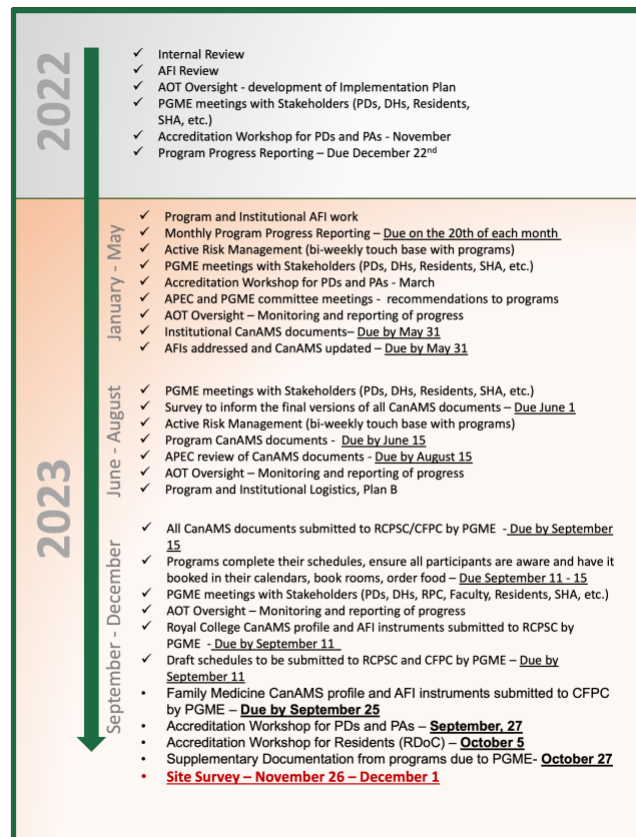 2022
✓ Internal Review
✓ AFI Review
✓ AOT Oversight - development of Implementation Plan
✓ PGME meetings with Stakeholders (PDs, DHs, Residents,
SHA, etc.)
✓ Accreditation Workshop for PDs and PAs - November
✓ Program Progress Reporting – Due December 22nd
2023
January - May
✓ Program and Institutional AFI work
✓ Monthly Program Progress Reporting – Due on the 20th of each month
✓ Active Risk Management (bi-weekly touch base with programs)
✓ PGME meetings with Stakeholders (PDs, DHs, Residents, SHA, etc.)
✓ Accreditation Workshop for PDs and PAs - March
✓ APEC and PGME committee meetings - recommendations to programs
✓ AOT Oversight – Monitoring and reporting of progress
✓ Institutional CanAMS documents– Due by May 31
✓ AFIs addressed and CanAMS updated – Due by May 31
June - August
✓ PGME meetings with Stakeholders (PDs, DHs, Residents, SHA, etc.)
✓ Survey to inform the final versions of all CanAMS documents – Due June 1
✓ Active Risk Management (bi-weekly touch base with programs)
✓ Program CanAMS documents - Due by June 15
✓ APEC review of CanAMS documents - Due by August 15
✓ AOT Oversight – Monitoring and reporting of progress
✓ Program and Institutional Logistics, Plan B
September - December
✓ All CanAMS documents submitted to RCPSC/CFPC by PGME - Due by September
15
✓ Programs complete their schedules, ensure all participants are aware and have it
booked in their calendars, book rooms, order food – Due September 11 - 15
✓ PGME meetings with Stakeholders (PDs, DHs, RPC, Faculty, Residents, SHA, etc.)
✓ AOT Oversight – Monitoring and reporting of progress
✓ Royal College CanAMS profile and AFI instruments submitted to RCPSC by
PGME - Due by September 11
✓ Draft schedules to be submitted to RCPSC and CFPC by PGME – Due by
September 11
• Family Medicine CanAMS profile and AFI instruments submitted to CFPC
by PGME – Due by September 25
• Accreditation Workshop for PDs and PAs – September, 27
• Accreditation Workshop for Residents (RDoC) – October 5
• Supplementary Documentation from programs due to PGME- October 27
• Site Survey – November 26 – December 1